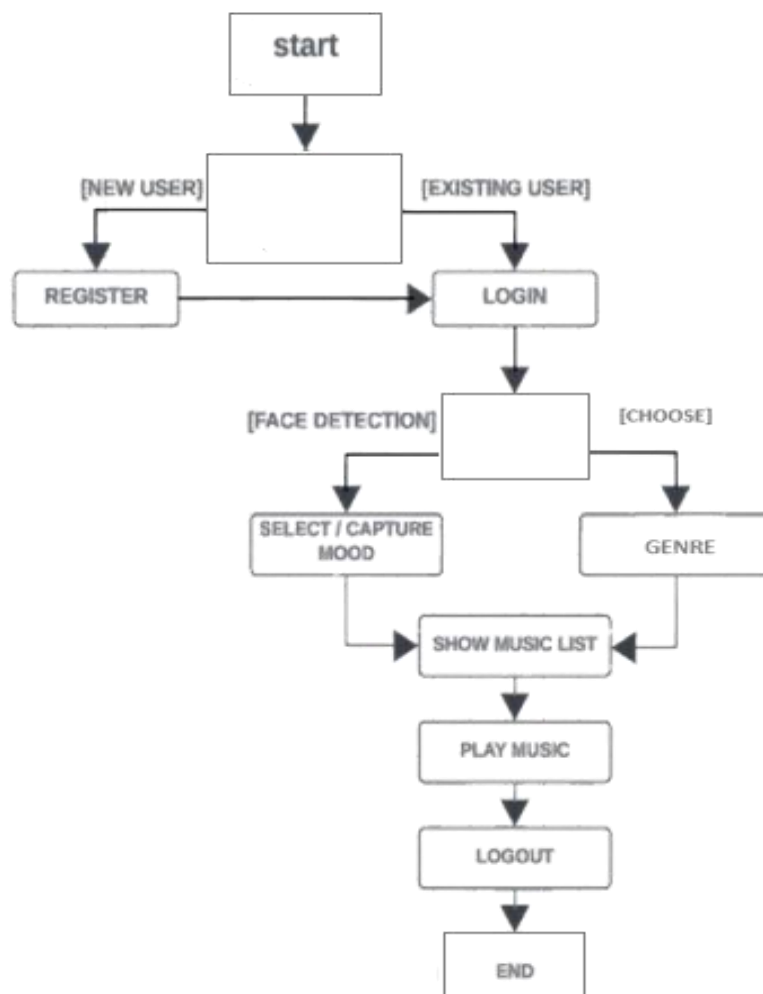 start
[NEW USER]
[EXISTING USER]
REGISTER
LOGIN
[FACE DETECTION]
[CHOOSE]
SELECT / CAPTURE
MOOD
GENRE
SHOW MUSIC LIST
PLAY MUSIC
LOGOUT
END